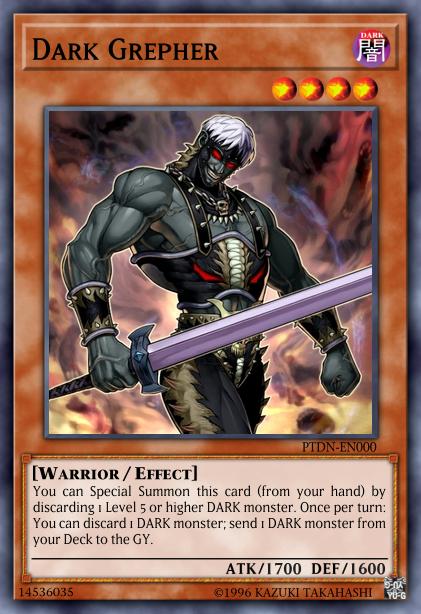 DARK GREPHER
DARK
闇
PTDN-EN000
[WARRIOR / EFFECT]
You can Special Summon this card (from your hand) by
discarding 1 Level 5 or higher DARK monster. Once per turn:
You can discard 1 DARK monster; send 1 DARK monster from
your Deck to the GY.
ATK/1700 DEF/1600
14536035
©1996 KAZUKI TAKAHASHI